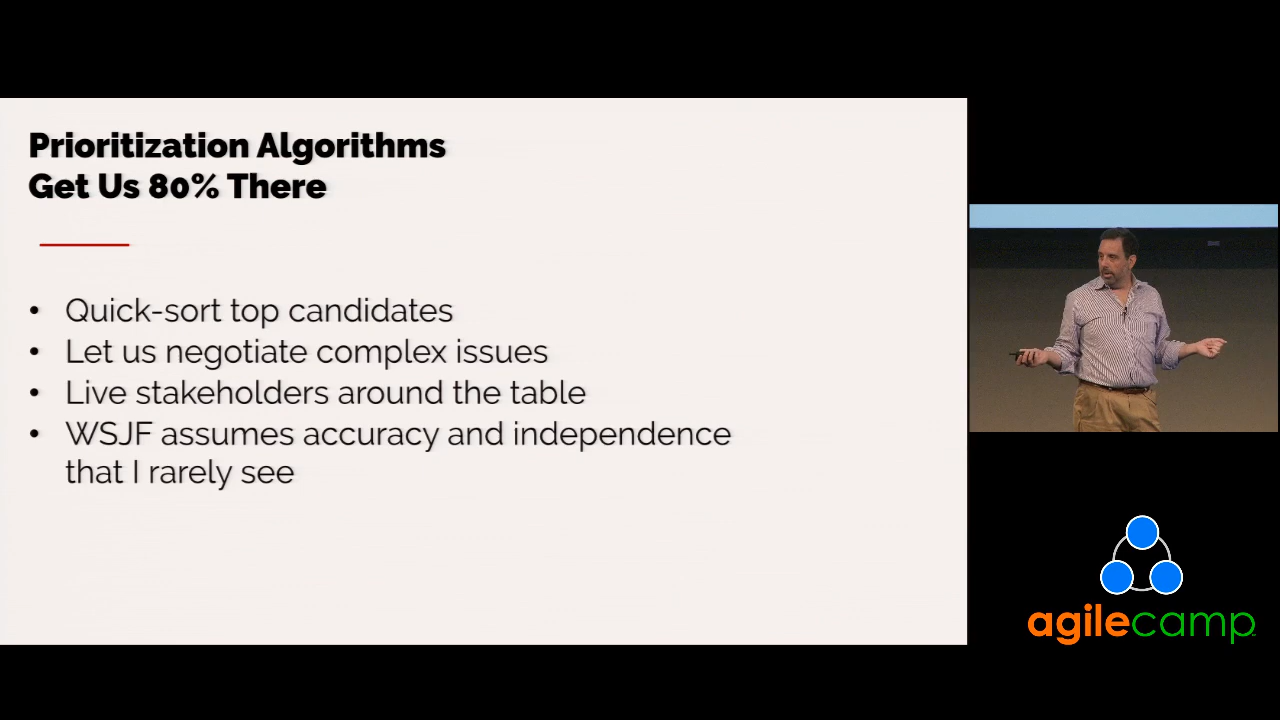 Prioritization Algorithms
Get Us 80% There
• Quick-sort top candidates
• Let us negotiate complex issues
• Live stakeholders around the table
• WSJF assumes accuracy and independence
that I rarely see
agilecamp